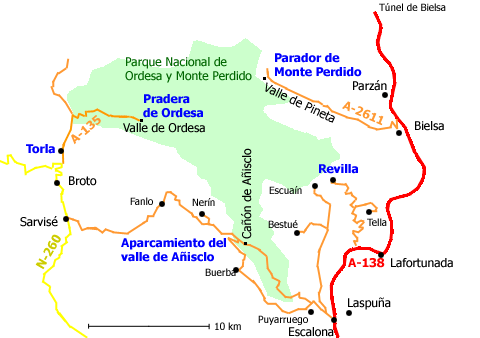 Túnel de Bielsa
Parque Nacional de
Ordesa y Monte Perdido
Parador de
Monte Perdido
Parzán
Valle de Pineta
A-2611
Bielsa
Pradera
de Ordesa
Valle de Ordesa
A-135
Torla
Broto
Cañón de Añisclo
Revilla
Escuaín
Fanlo
Nerín
Sarvisé
Tella
Bestué
Aparcamiento del
valle de Añisclo
N-260
Buerba
A-138
Lafortunada
Puyarruego
Laspuña
Escalona
10 km